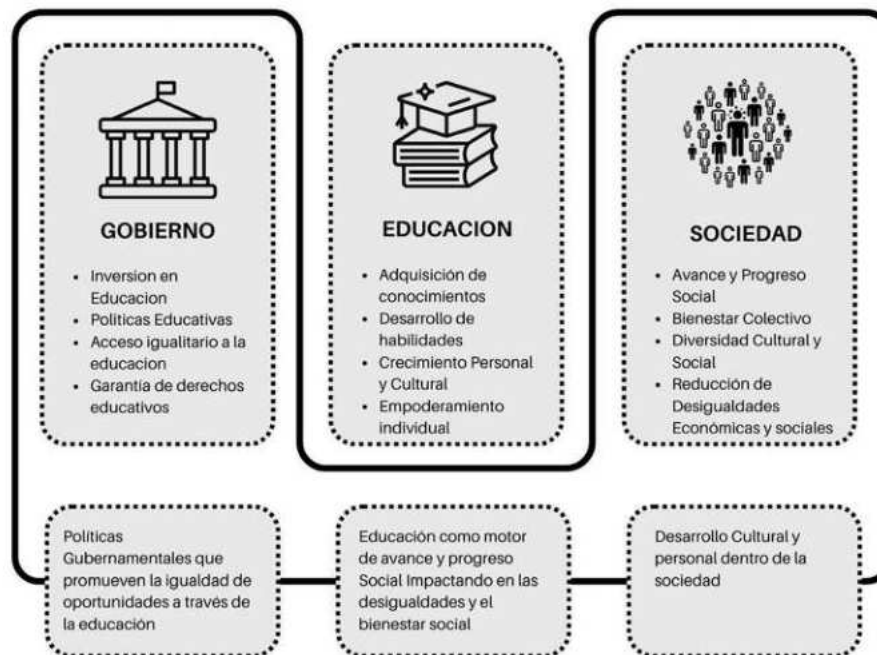 GOBIERNO
• Inversion en
Educacion
• Politicas Educativas
• Acceso igualitario a la
educacion
• Garantía de derechos
educativos
EDUCACION
• Adquisición de
conocimientos
• Desarrollo de
habilidades
• Crecimiento Personal
y Cultural
• Empoderamiento
individual
SOCIEDAD
• Avance y Progreso
Social
• Bienestar Colectivo
• Diversidad Cultural y
Social
• Reducción de
Desigualdades
Económicas y sociales
Políticas
Gubernamentales que
promueven la igualdad de
oportunidades a través de
la educación
Educación como motor
de avance y progreso
Social Impactando en las
desigualdades y el
bienestar social
Desarrollo Cultural y
personal dentro de la
sociedad